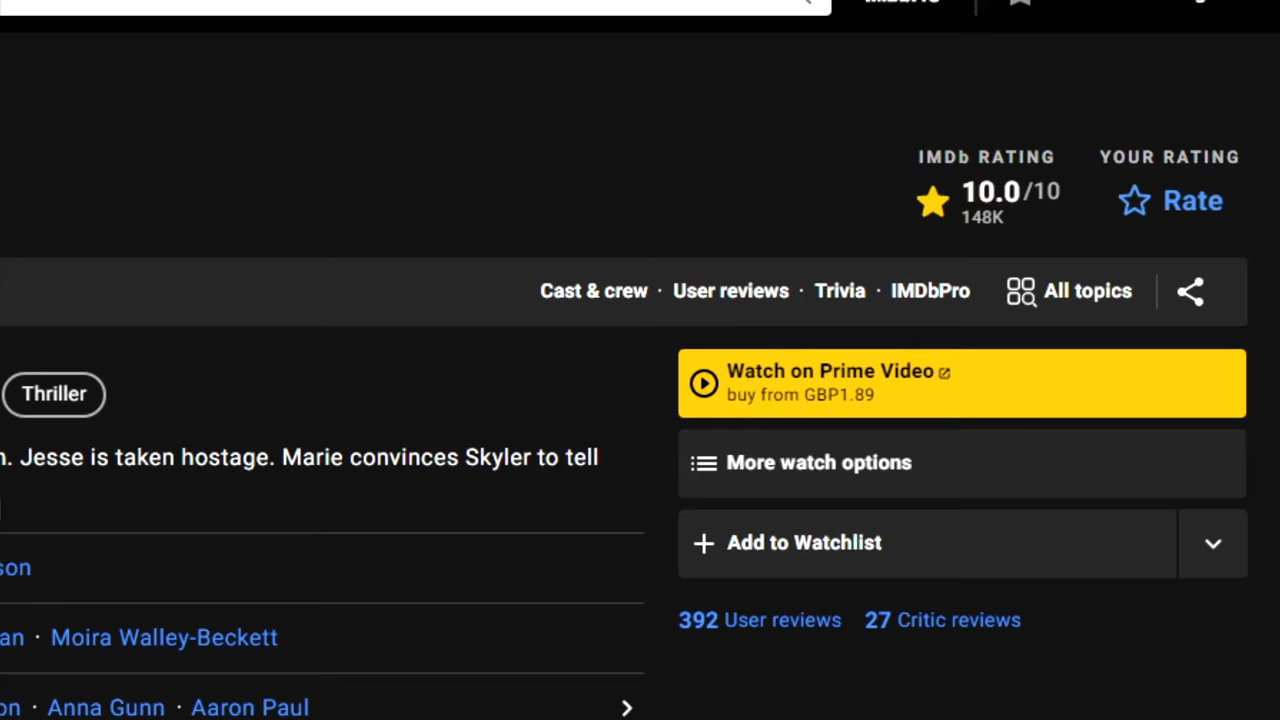 IMDb RATING
YOUR RATING
10.0/10
148K
Rate
Cast & crew · User reviews · Trivia · IMDbPro
All topics
Watch on Prime Video
buy from GBP1.89
Thriller
. Jesse is taken hostage. Marie convinces Skyler to tell
More watch options
Add to Watchlist
son
392 User reviews 27 Critic reviews
an · Moira Walley-Beckett
on · Anna Gunn · Aaron Paul